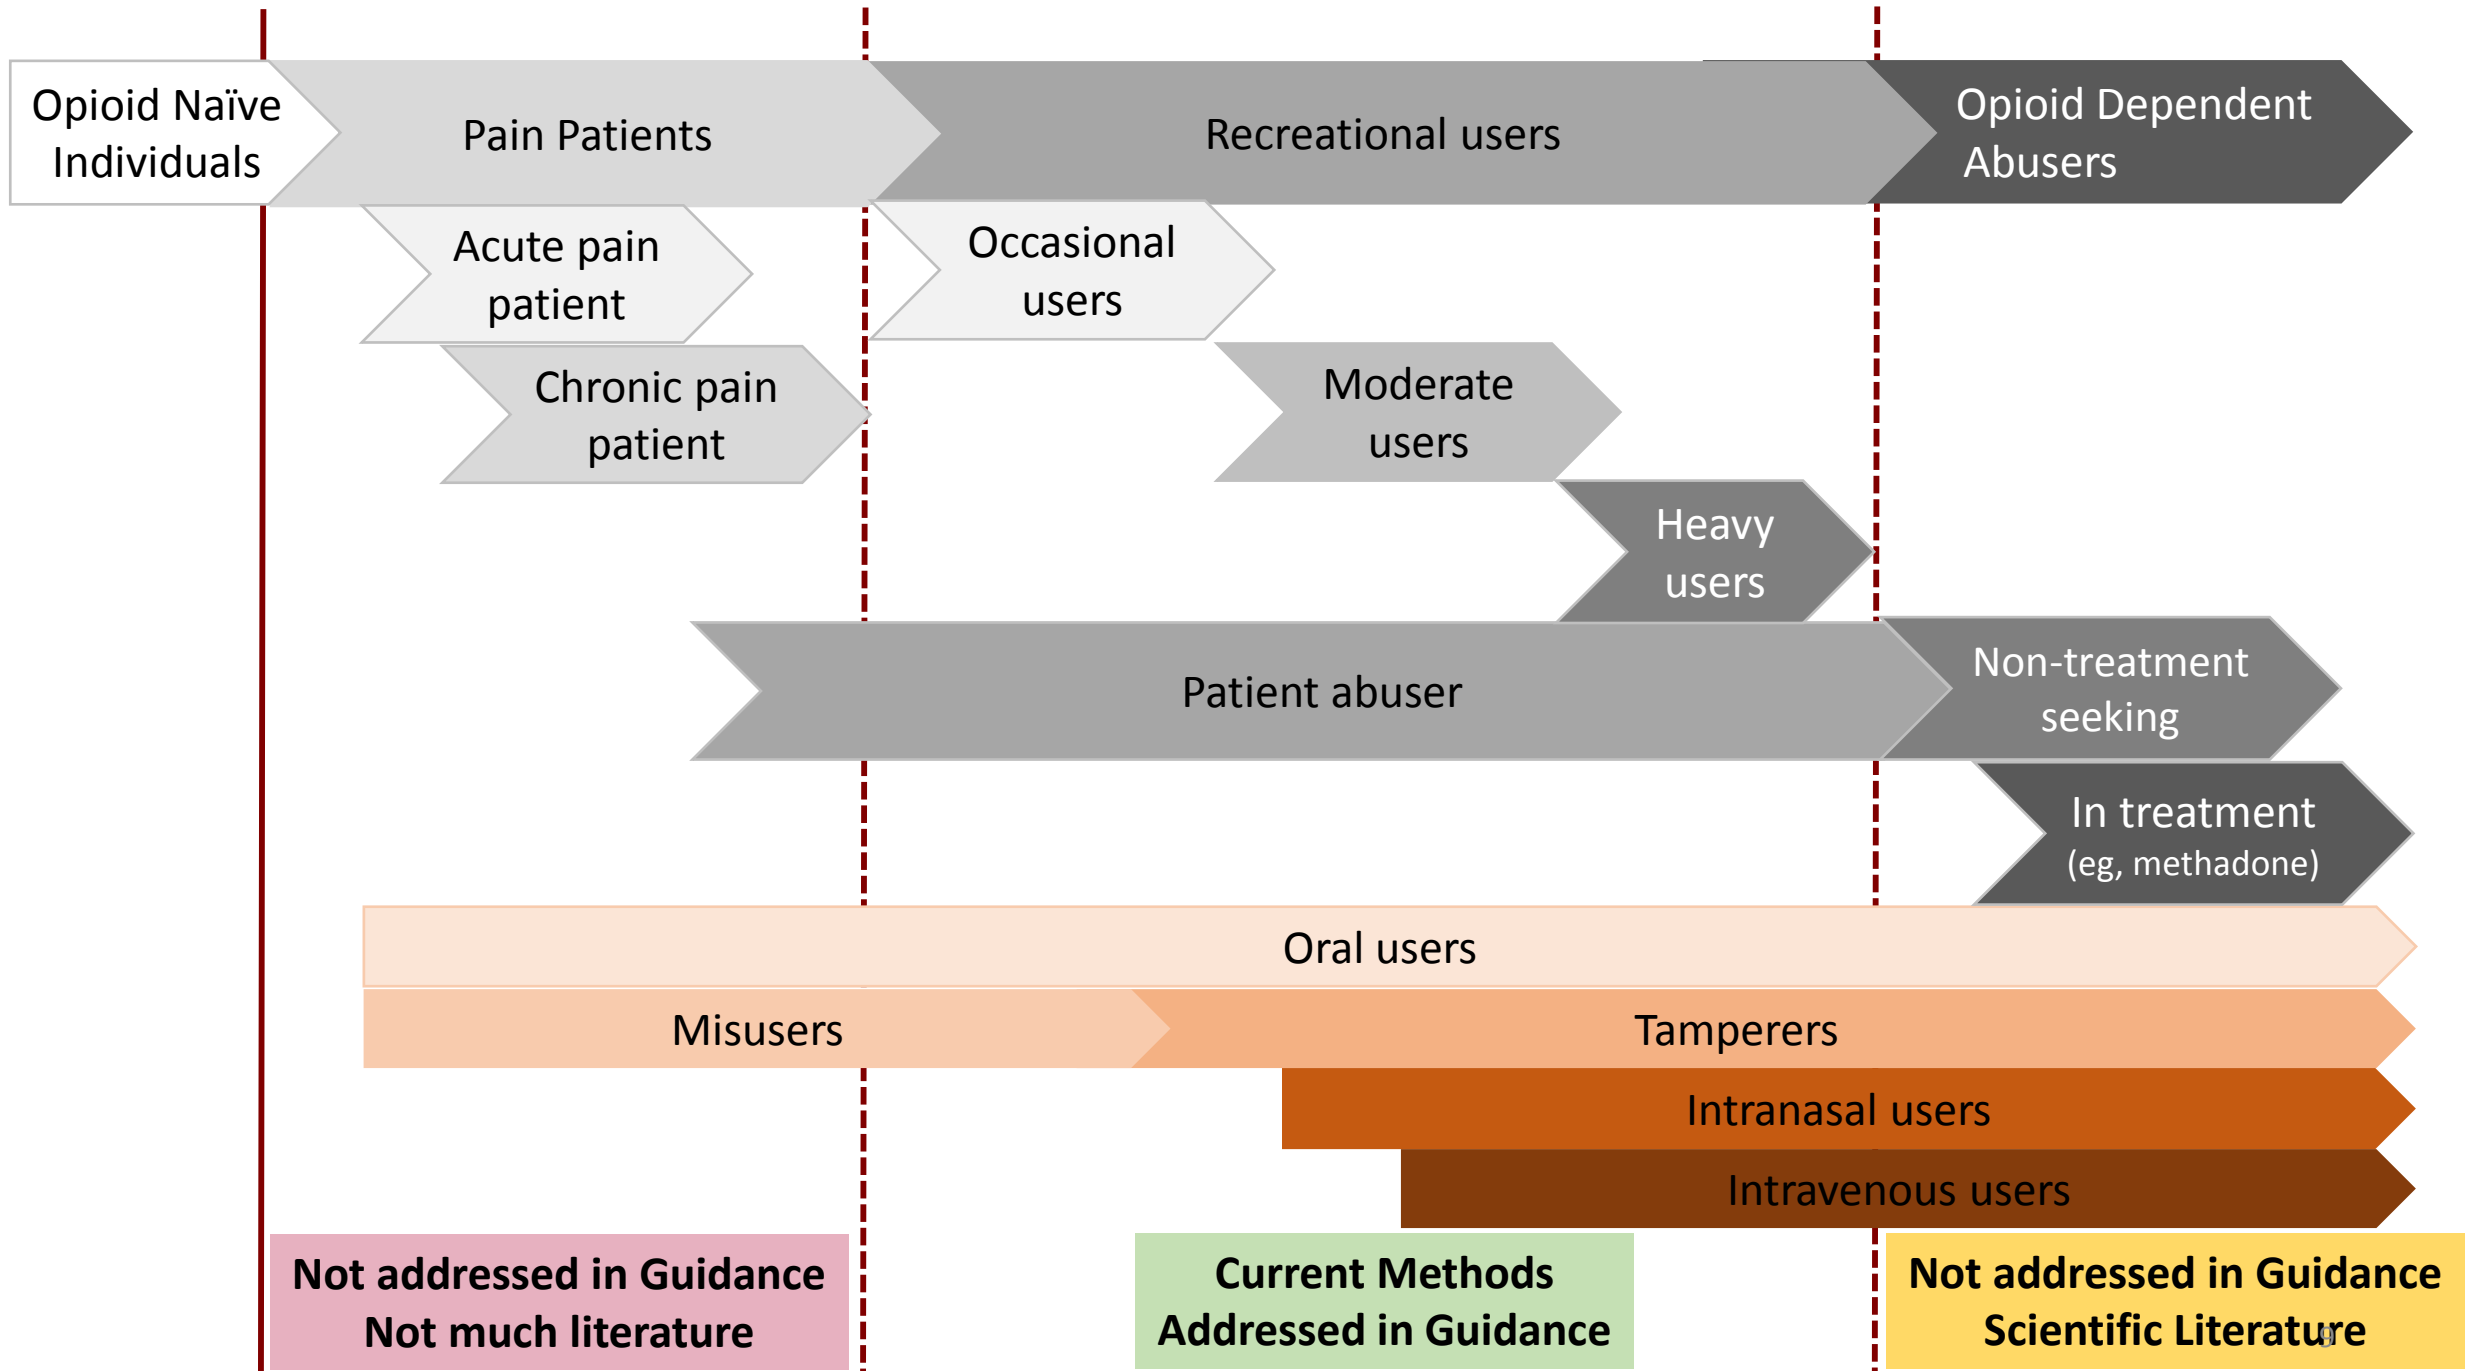 Opioid Naïve
Individuals
Pain Patients
Recreational users
Opioid Dependent
Abusers
Acute pain
patient
Occasional
users
Chronic pain
patient
Moderate
users
Heavy
users
Patient abuser
Non-treatment
seeking
In treatment
(eg, methadone)
Oral users
Misusers
Tamperers
Intranasal users
Intravenous users
Not addressed in Guidance
Not much literature
Current Methods
Addressed in Guidance
Not addressed in Guidance
Scientific Literature
9